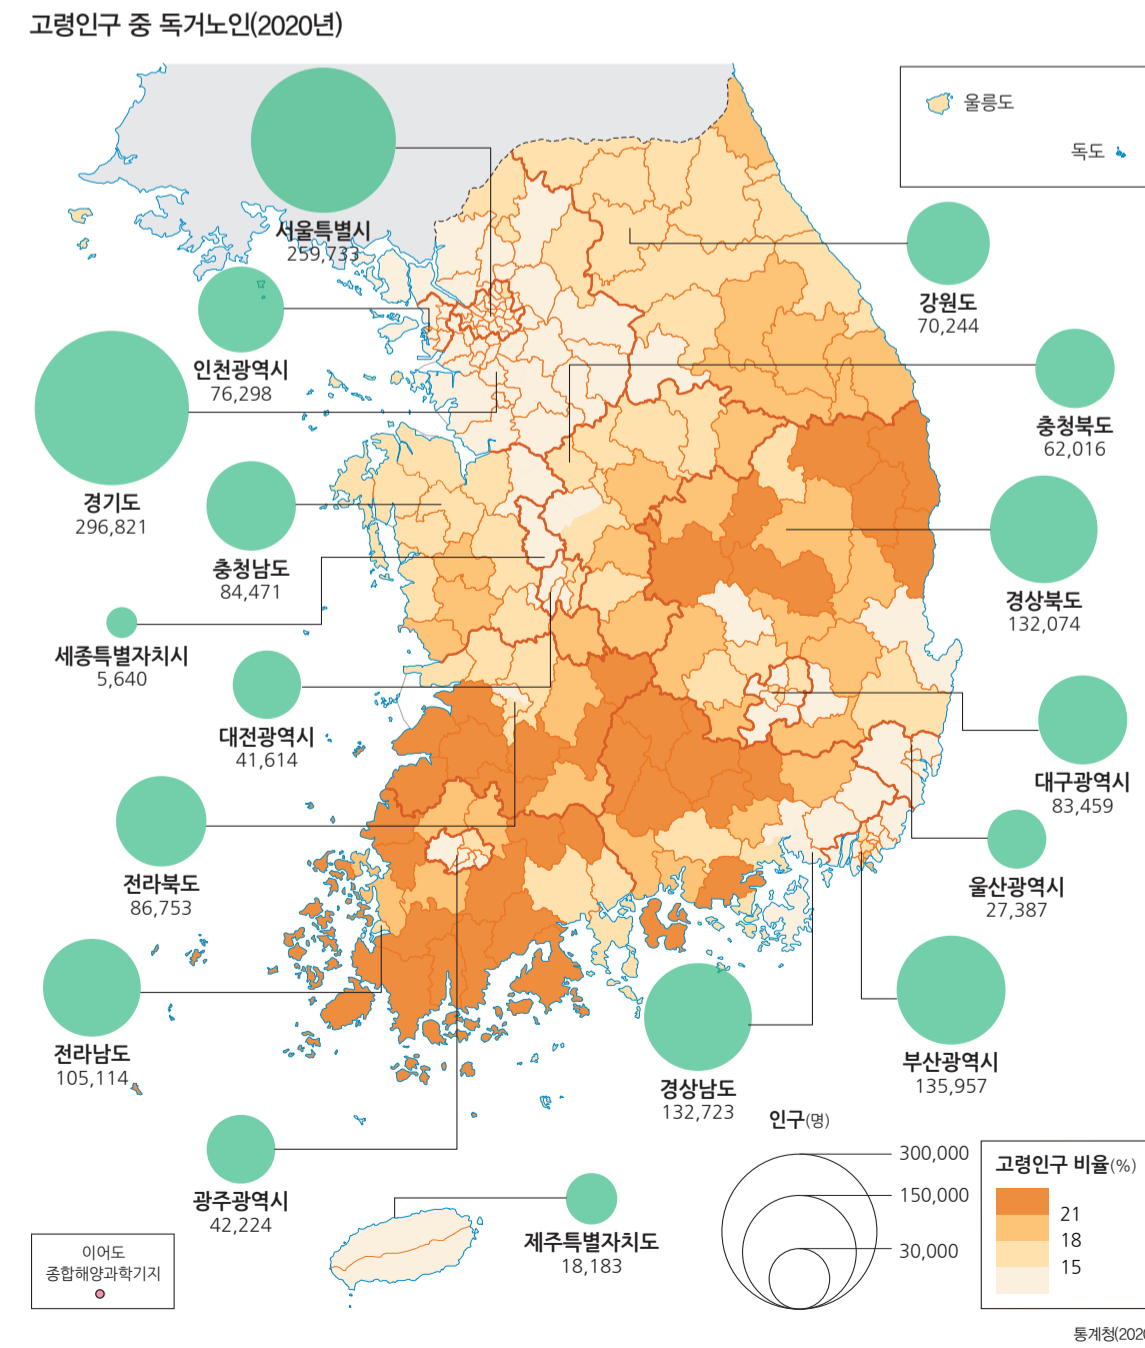 고령인구 중 독거노인(2020년)
울릉도
독도
서울특별시
259,733
인천광역시
76,298
경기도
296,821
충청남도
84,471
세종특별자치시
5,640
대전광역시
41,614
전라북도
86,753
전라남도
105,114
광주광역시
42,224
강원도
70,244
충청북도
62,016
경상북도
132,074
대구광역시
83,459
울산광역시
27,387
부산광역시
135,957
경상남도
132,723
제주특별자치도
18,183
이어도
종합해양과학기지
인구(명)
300,000
150,000
30,000
고령인구 비율(%)
21
18
15
통계청(202